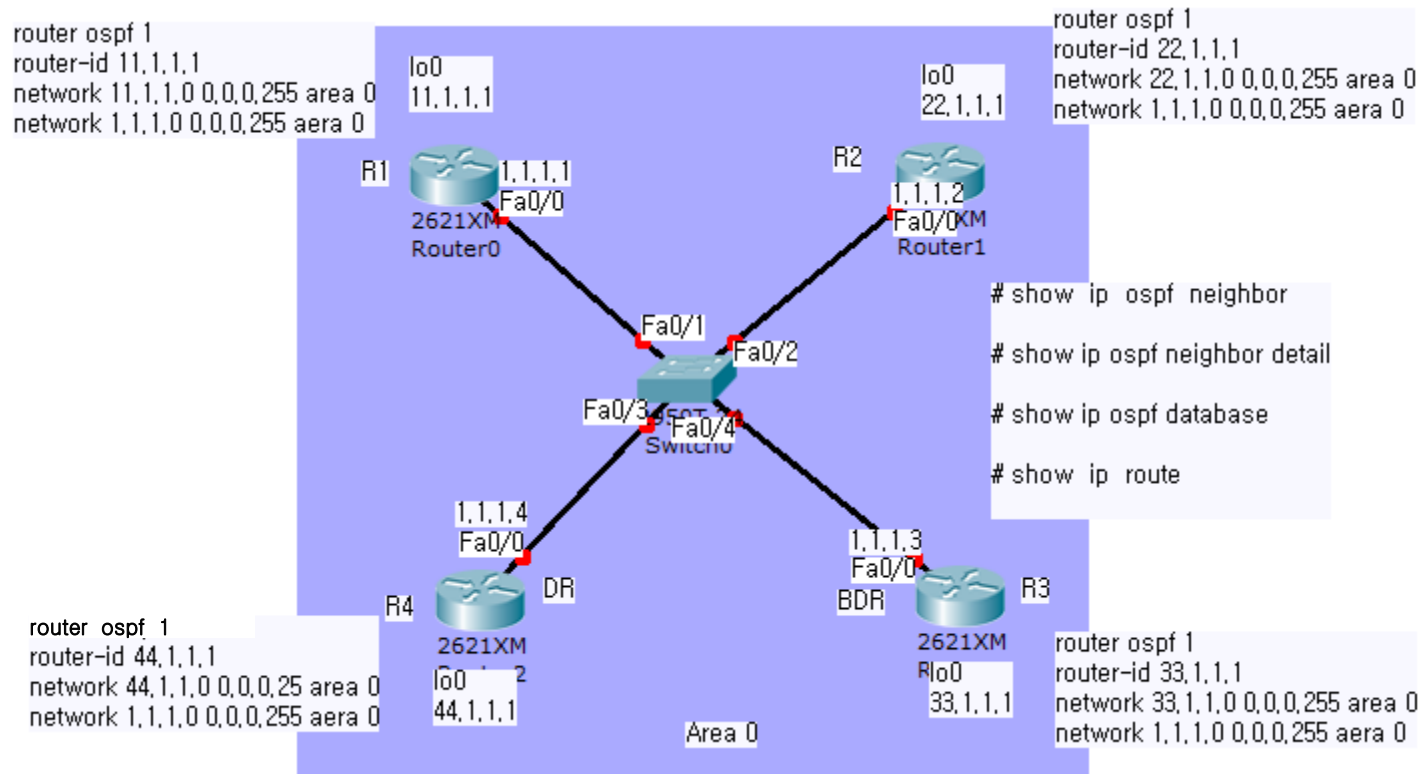 router ospf 1
router-id 11,1,1,1
network 11,1,1,0 0,0,0,255 area 0
network 1,1,1,0 0,0,0,255 aera 0
lo0
11,1,1,1
R1
1,1,1,1
Fa0/0
2621XM
Router0
router ospf 1
router-id 22,1,1,1
network 22,1,1,0 0,0,0,255 area 0
network 1,1,1,0 0,0,0,255 aera 0
lo0
22,1,1,1
R2
1,1,1,2
Fa0/0
XM
Router1
# show ip ospf neighbor
# show ip ospf neighbor detail
# show ip ospf database
# show ip route
Fa0/1
Fa0/2
Fa0/3
Fa0/4
Switch0
1,1,1,4
Fa0/0
R4
DR
2621XM
2
lo0
44,1,1,1
router ospf 1
router-id 44,1,1,1
network 44,1,1,0 0,0,0,25 area 0
network 1,1,1,0 0,0,0,255 aera 0
1,1,1,3
Fa0/0
BDR
R3
2621XM
lo0
33,1,1,1
router ospf 1
router-id 33,1,1,1
network 33,1,1,0 0,0,0,255 area 0
network 1,1,1,0 0,0,0,255 aera 0
Area 0